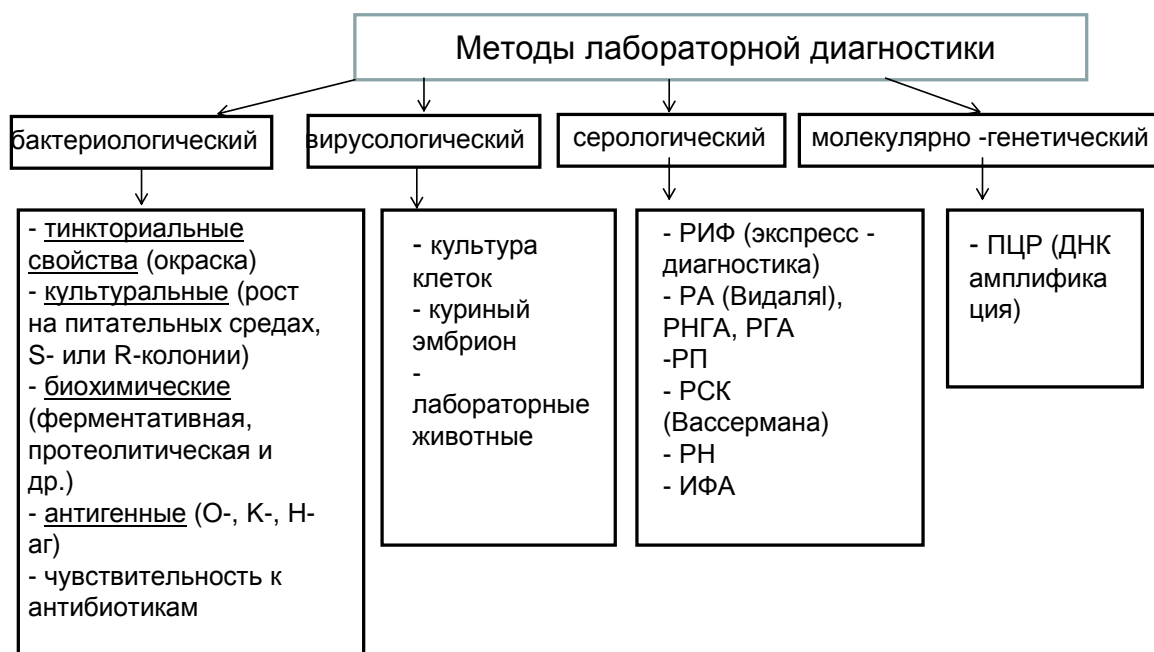 Методы лабораторной диагностики
бактериологический
вирусологический
серологический
молекулярно -генетический
- тинкториальные
свойства (окраска)
- культуральные (рост
на питательных средах,
S- или R-колонии)
- биохимические
(ферментативная,
протеолитическая и
др.)
- антигенные (О-, К-, Н-
аг)
- чувствительность к
антибиотикам
- культура
клеток
- куриный
эмбрион
-
лабораторные
животные
- РИФ (экспресс -
диагностика)
- РА (Видаляl),
РНГА, РГА
-РП
- РСК
(Вассермана)
- РН
- ИФА
- ПЦР (ДНК
амплифика
ция)